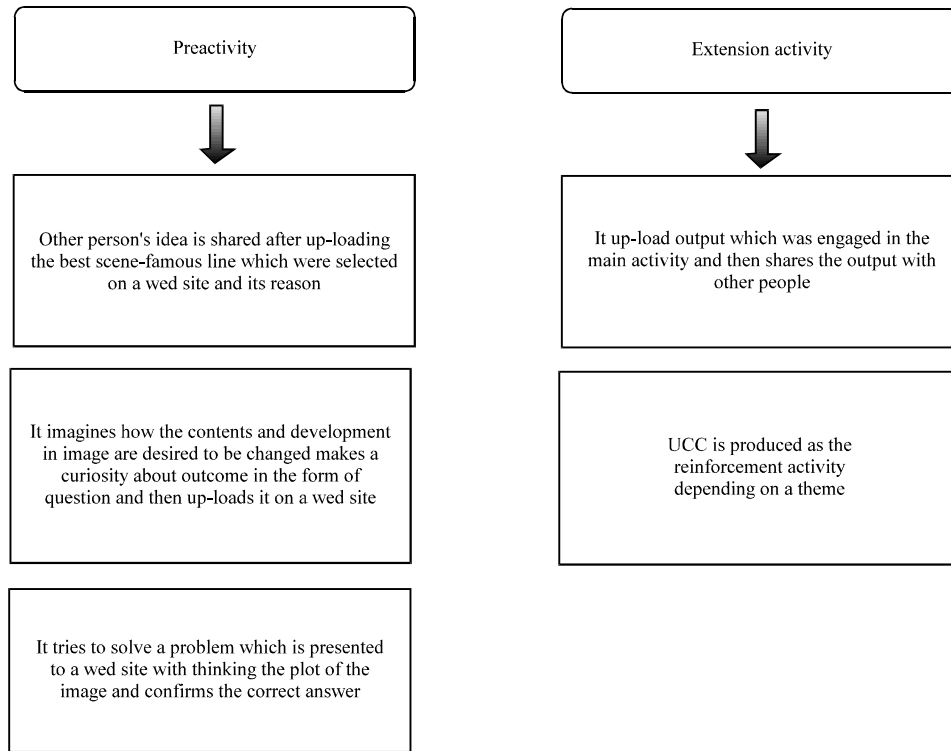 Preactivity
Other person's idea is shared after up-loading
the best scene-famous line which were selected
on a wed site and its reason
It imagines how the contents and development
in image are desired to be changed makes a
curiosity about outcome in the form of
question and then up-loads it on a wed site
It tries to solve a problem which is presented
to a wed site with thinking the plot of the
image and confirms the correct answer
Extension activity
It up-load output which was engaged in the
main activity and then shares the output with
other people
UCC is produced as the
reinforcement activity
depending on a theme